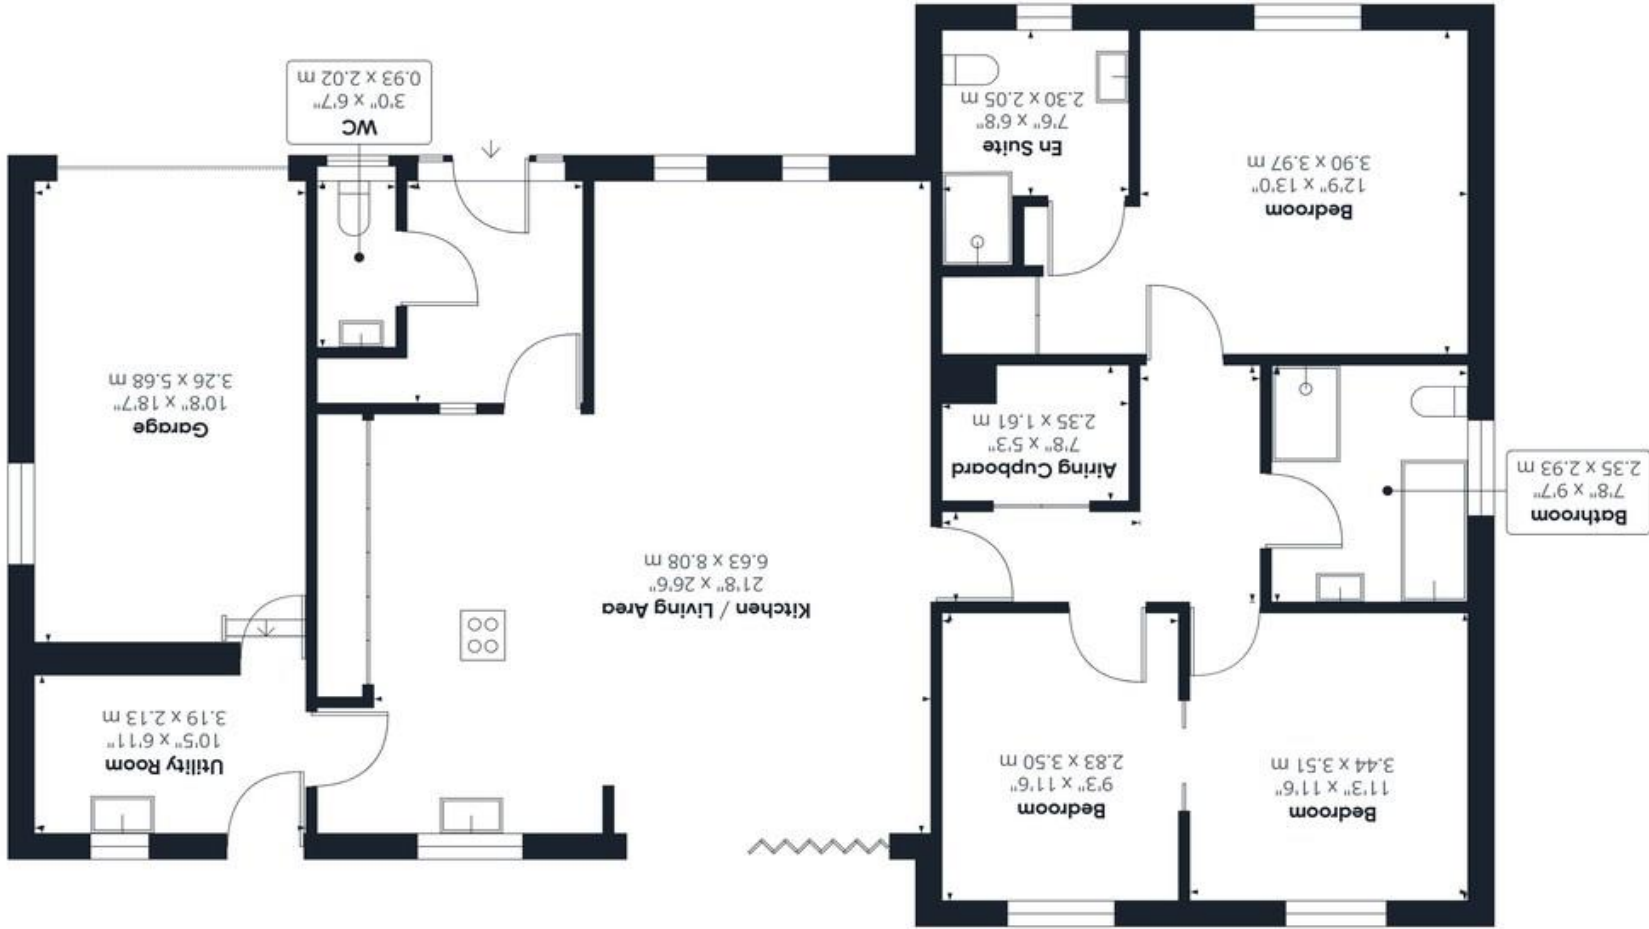 Bedroom
11'3" x 11'6"
3.44 x 3.51 m
Bedroom
9'3" x 11'6"
2.83 x 3.50 m
Utility Room
10'5" x 6'11"
3.19 x 2.13 m
Kitchen / Living Area
21'8" x 26'6"
6.63 x 8.08 m
Bathroom
7'8" x 9'7"
2.35 x 2.93 m
Airing Cupboard
7'8" x 5'3"
2.35 x 1.61 m
Garage
10'8" x 18'7"
3.26 x 5.68 m
Bedroom
12'9" x 13'0"
3.90 x 3.97 m
En Suite
7'6" x 6'8"
2.30 x 2.05 m
WC
3'0" x 6'7"
0.93 x 2.02 m